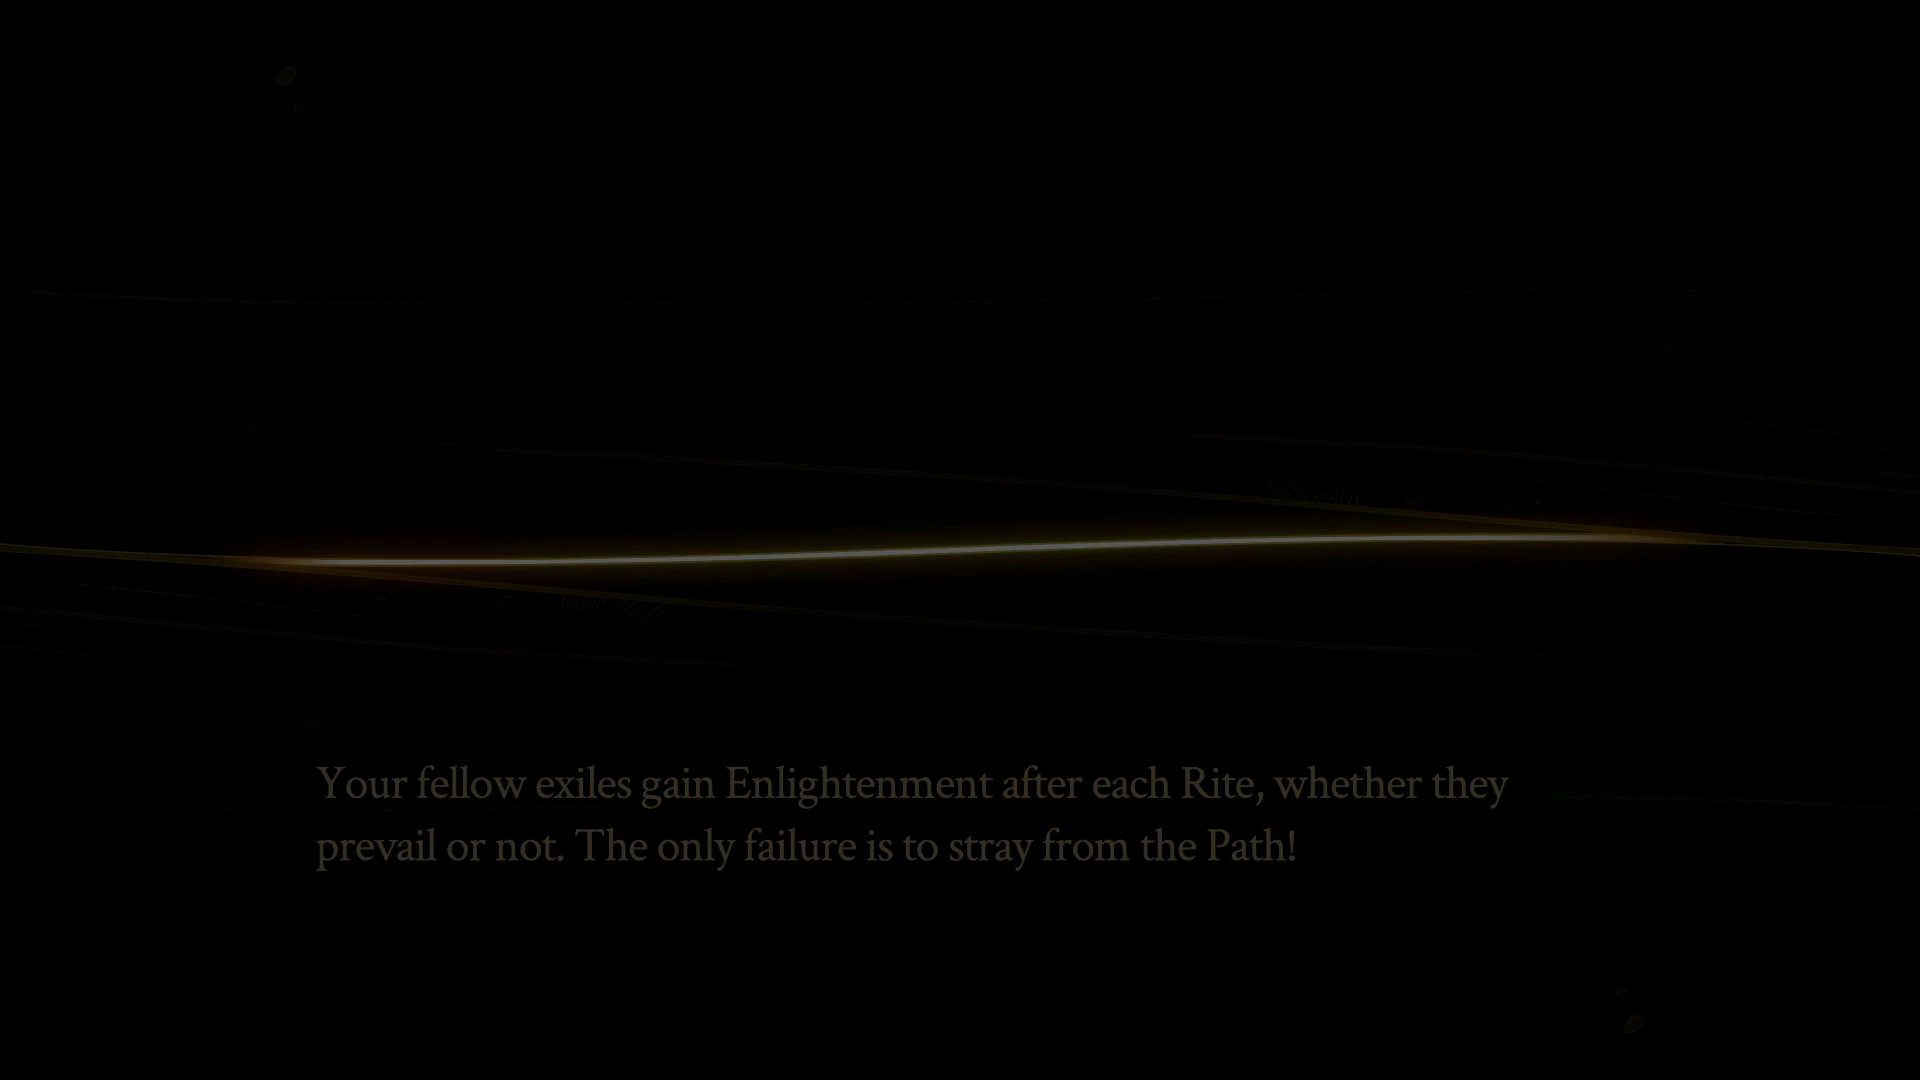 Your fellow exiles gain Enlightenment after each Rite, whether they
prevail or not. The only failure is to stray from the Path!